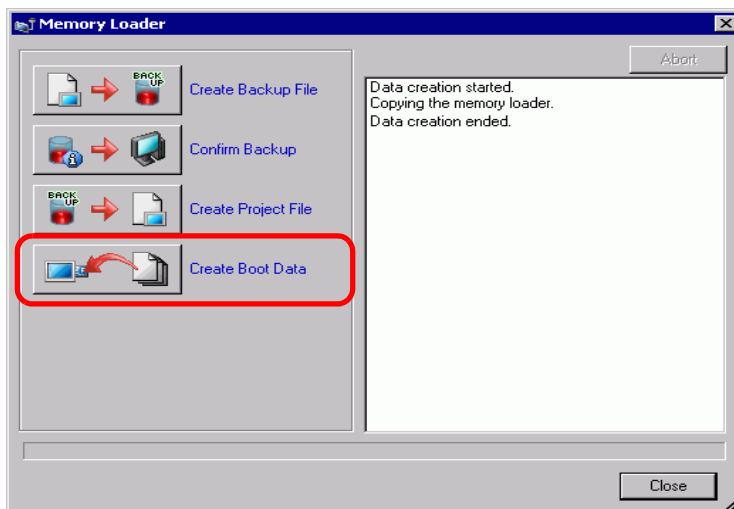 Memory Loader
Abort
BACK
UP
Create Backup File
Confirm Backup
BACK
UP
Create Project File
Create Boot Data
Data creation started.
Copying the memory loader.
Data creation ended.
Close